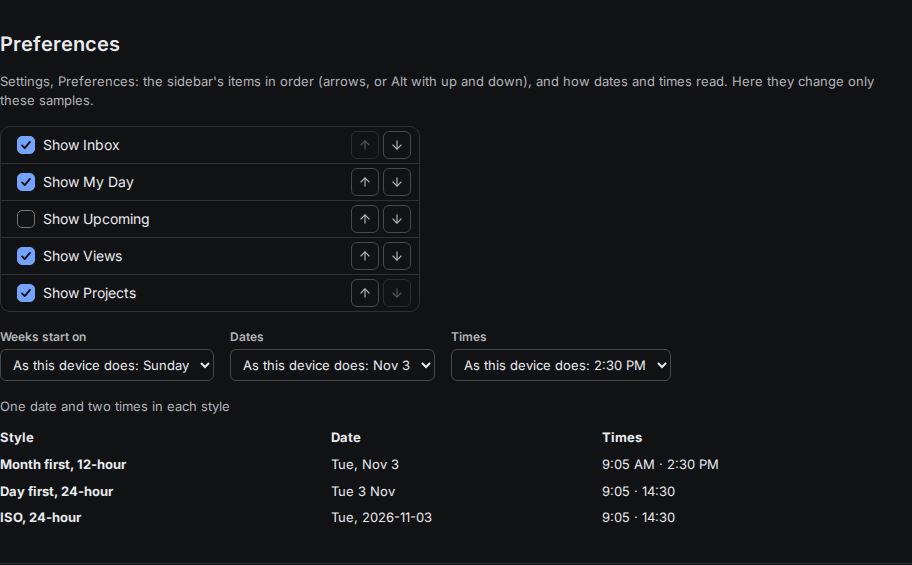 Preferences
Settings, Preferences: the sidebar's items in order (arrows, or Alt with up and down), and how dates and times read. Here they change only
these samples.
Show Inbox
Show My Day
Show Upcoming
Show Views
Show Projects
Weeks start on Dates Times
As this device does: Sunday As this device does: Nov 3 As this device does: 2:30 PM
One date and two times in each style
Style Date Times
Month first, 12-hour Tue, Nov 3 9:05 AM · 2:30 PM
Day first, 24-hour Tue 3 Nov 9:05 · 14:30
ISO, 24-hour Tue, 2026-11-03 9:05 · 14:30